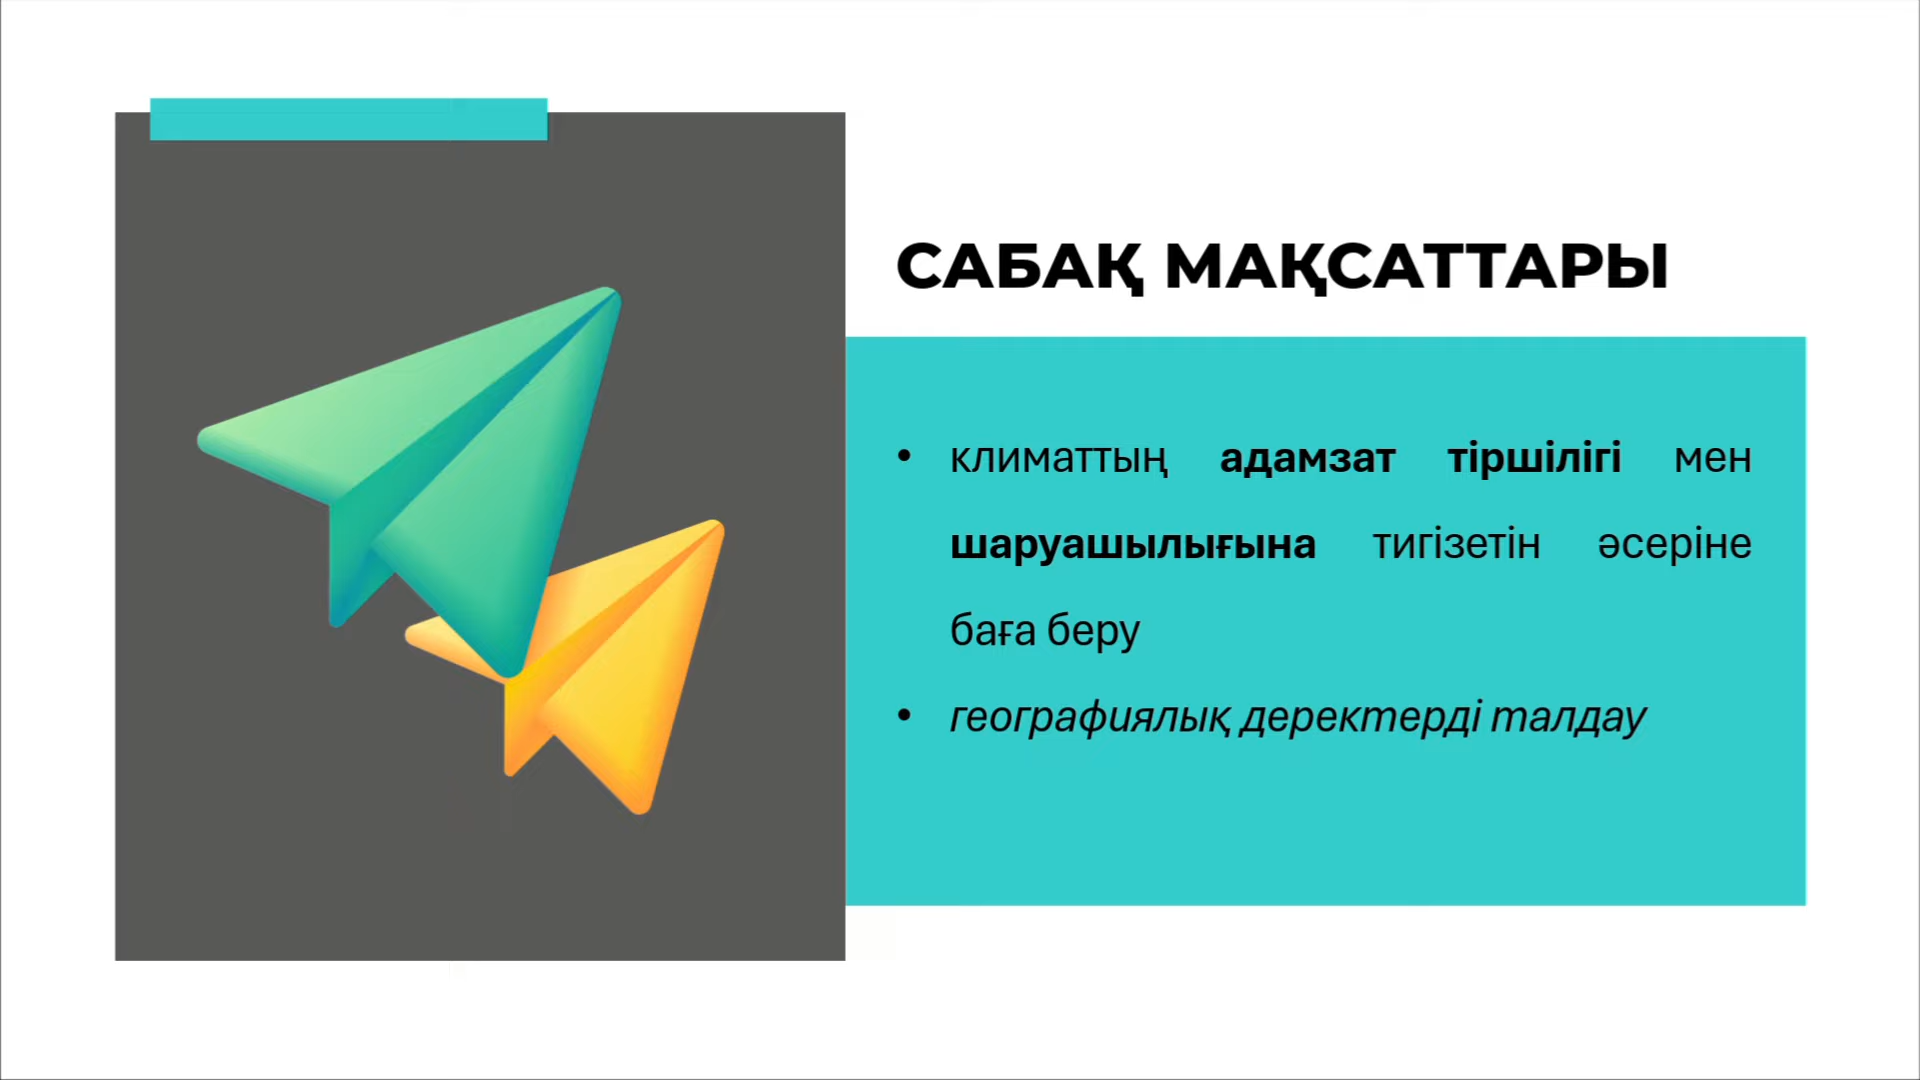 САБАҚ МАҚСАТТАРЫ
• климаттың адамзат тіршілігі мен
шаруашылығына тигізетін әсеріне
баға беру
• географиялық деректерді талдау